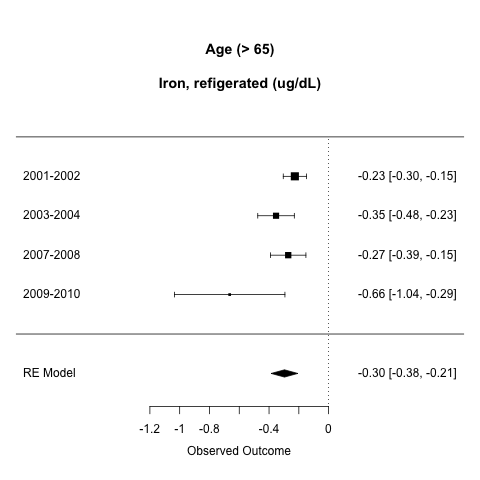 Age (> 65)
Iron, refigerated (ug/dL)
2001-2002 -0.23 [-0.30, -0.15]
2003-2004 -0.35 [-0.48, -0.23]
2007-2008 -0.27 [-0.39, -0.15]
2009-2010 -0.66 [-1.04, -0.29]
RE Model -0.30 [-0.38, -0.21]
-1.2 -1 -0.8 -0.4 0
Observed Outcome